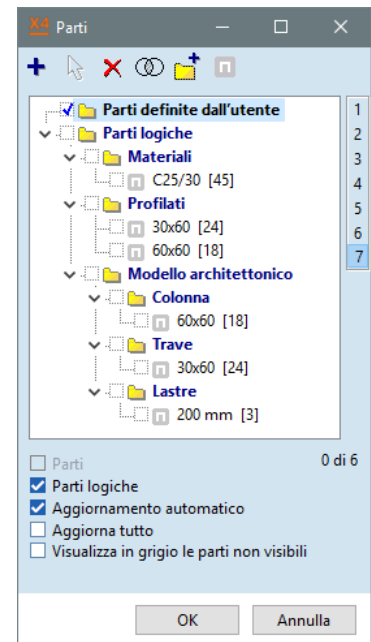 X4 Parti
Parti definite dall'utente
Parti logiche
Materiali
C25/30 [45]
Profilati
30x60 [24]
60x60 [18]
Modello architettonico
Colonna
60x60 [18]
Trave
30x60 [24]
Lastre
200 mm [3]
1
2
3
4
5
6
7
Parti
0 di 6
Parti logiche
Aggiornamento automatico
Aggiorna tutto
Visualizza in grigio le parti non visibili
OK
Annulla